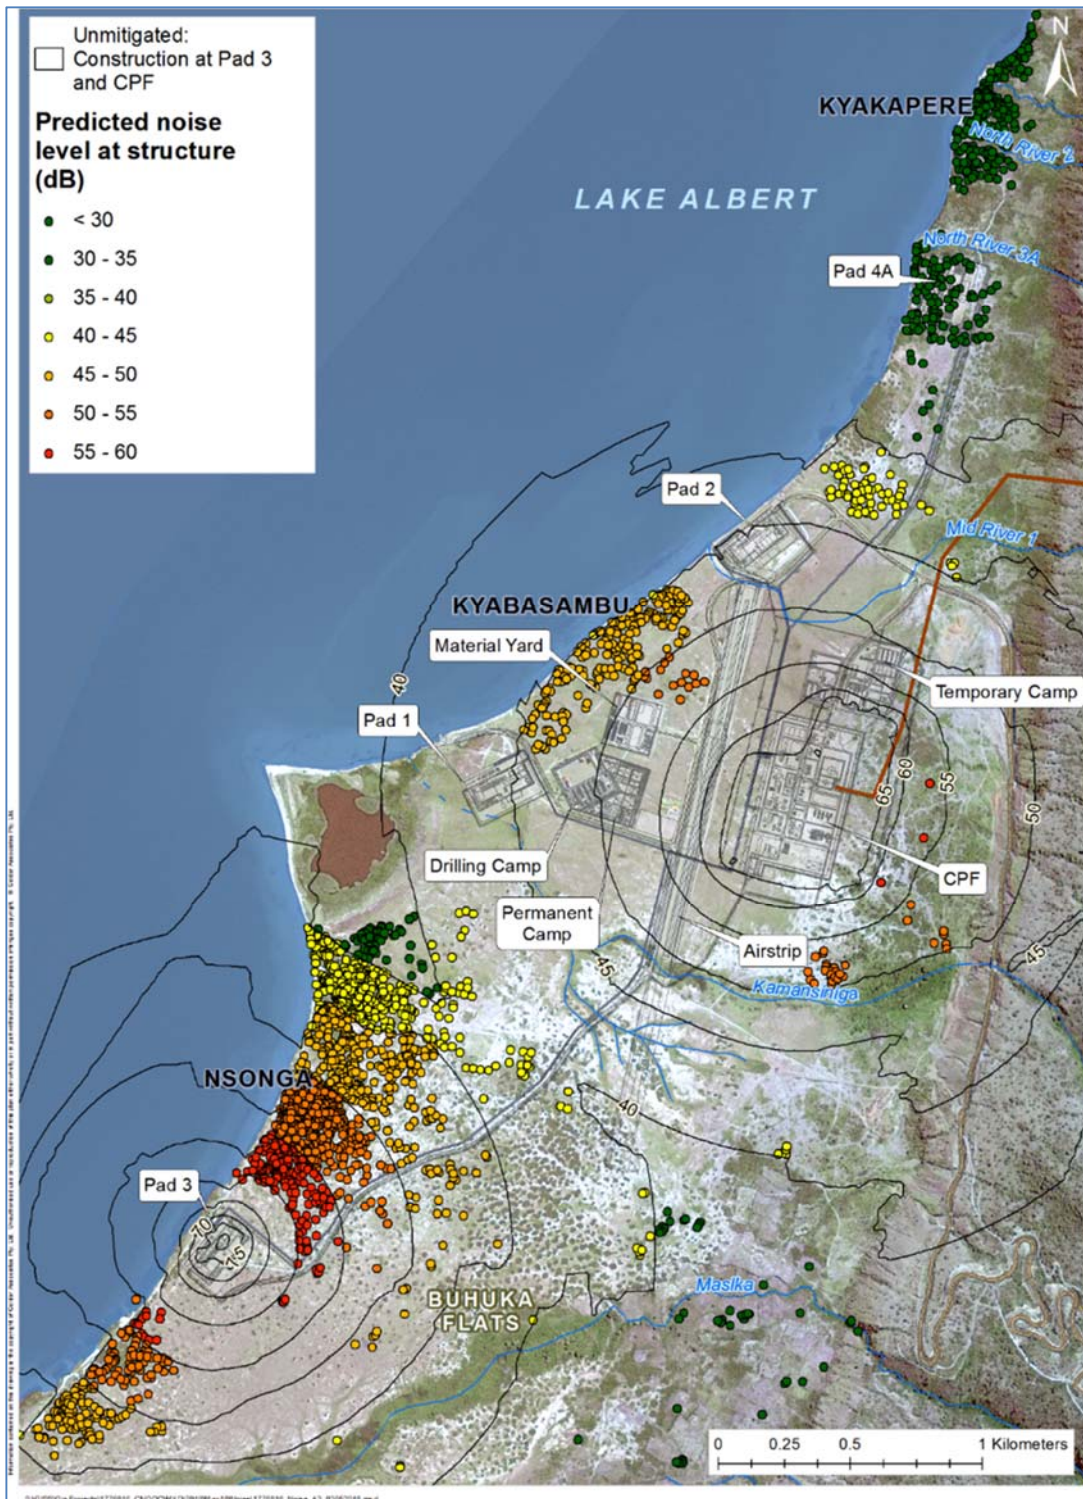 Unmitigated:
Construction at Pad 3
and CPF
Predicted noise
level at structure
(dB)
< 30
30 - 35
35 - 40
40 - 45
45 - 50
50 - 55
55 - 60
N
KYAKAPERE
North River 2
LAKE ALBERT
North River 3A
Pad 4A
Pad 2
Mid River 1
KYABASAMBU
Material Yard
40
Temporary Camp
Pad 1
60
55
65
50
Drilling Camp
CPF
Permanent
Camp
Airstrip
45
45
Kamansiniga
NSONGA
40
Pad 3
70
75
Masika
BUHUKA
FLATS
0 0.25 0.5 1 Kilometers